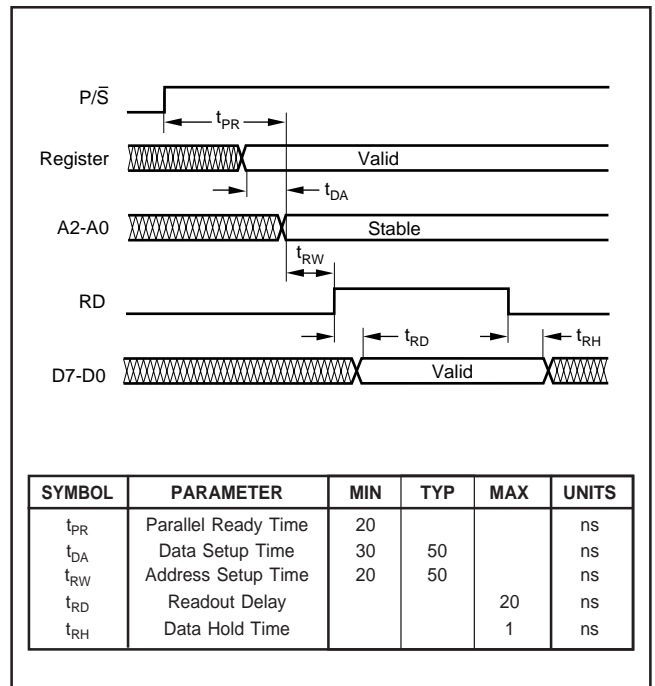 P/S̅
tPR
Register Valid
tDA
A2-A0 Stable
tRW
RD
tRD tRH
D7-D0 Valid
SYMBOL PARAMETER MIN TYP MAX UNITS
tPR Parallel Ready Time 20 ns
tDA Data Setup Time 30 50 ns
tRW Address Setup Time 20 50 ns
tRD Readout Delay 20 ns
tRH Data Hold Time 1 ns